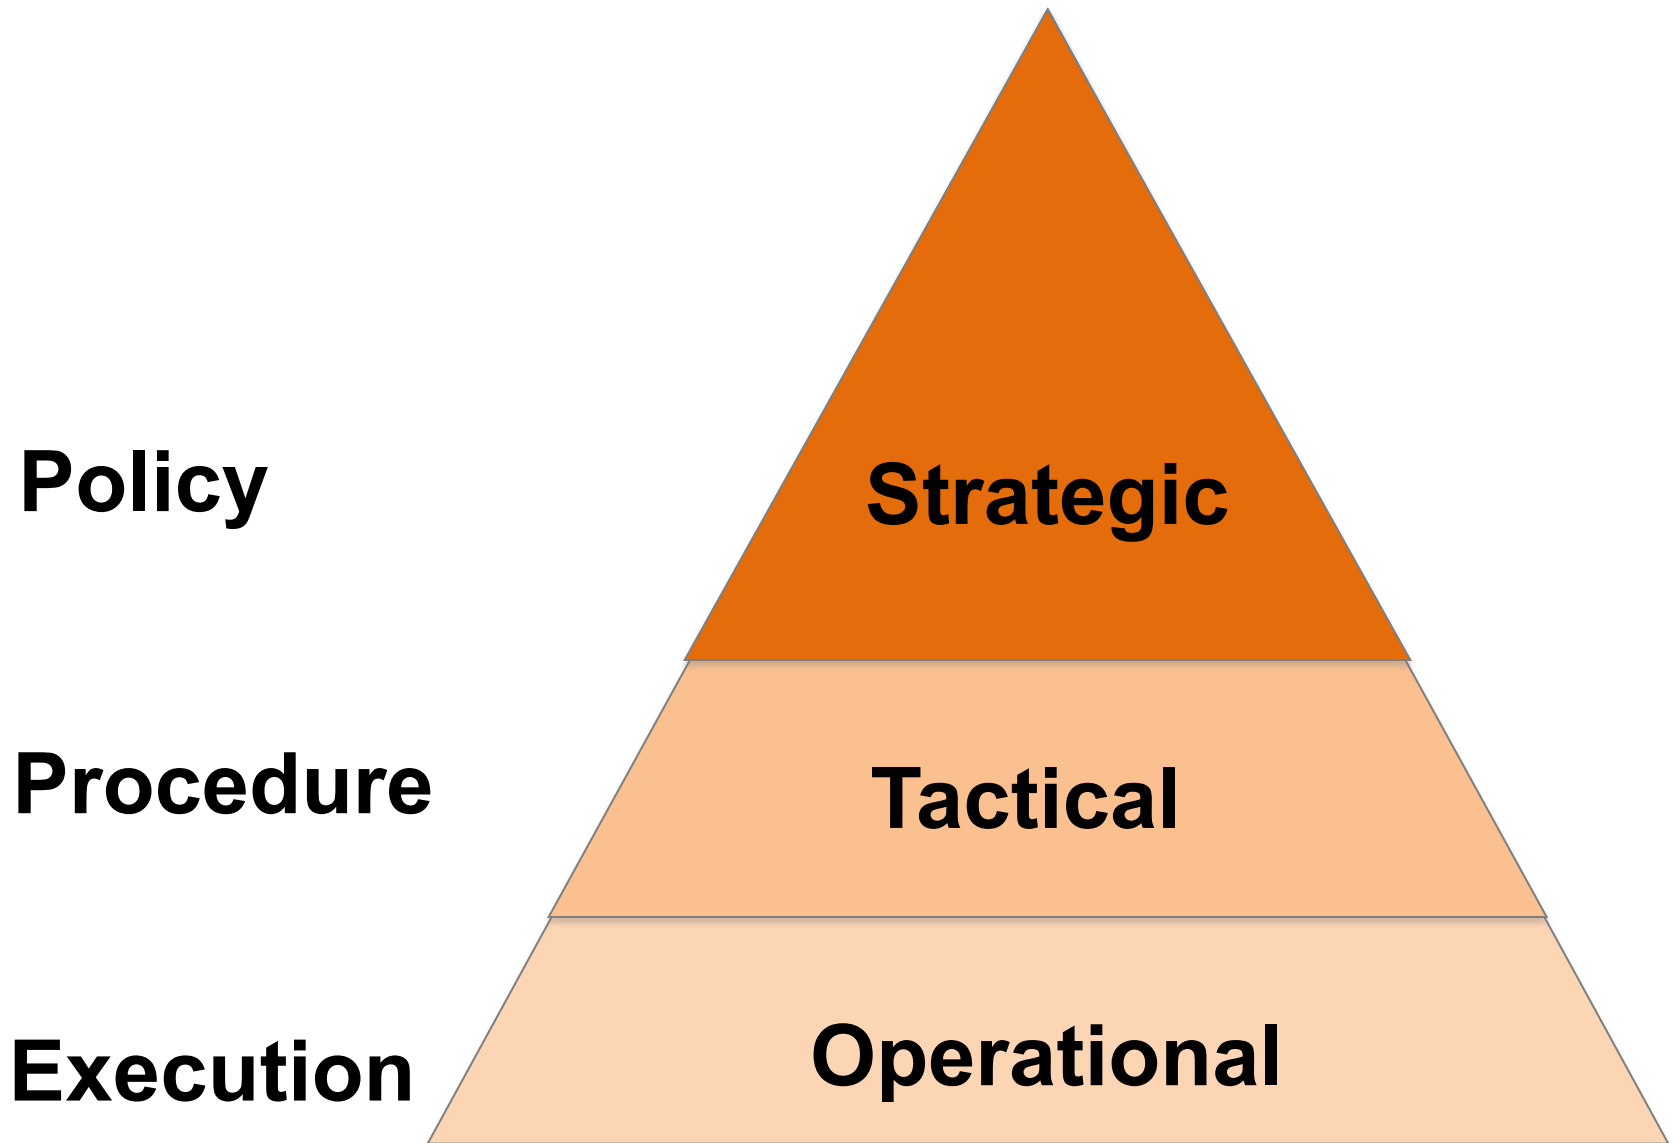 Policy
Strategic
Procedure
Tactical
Execution
Operational